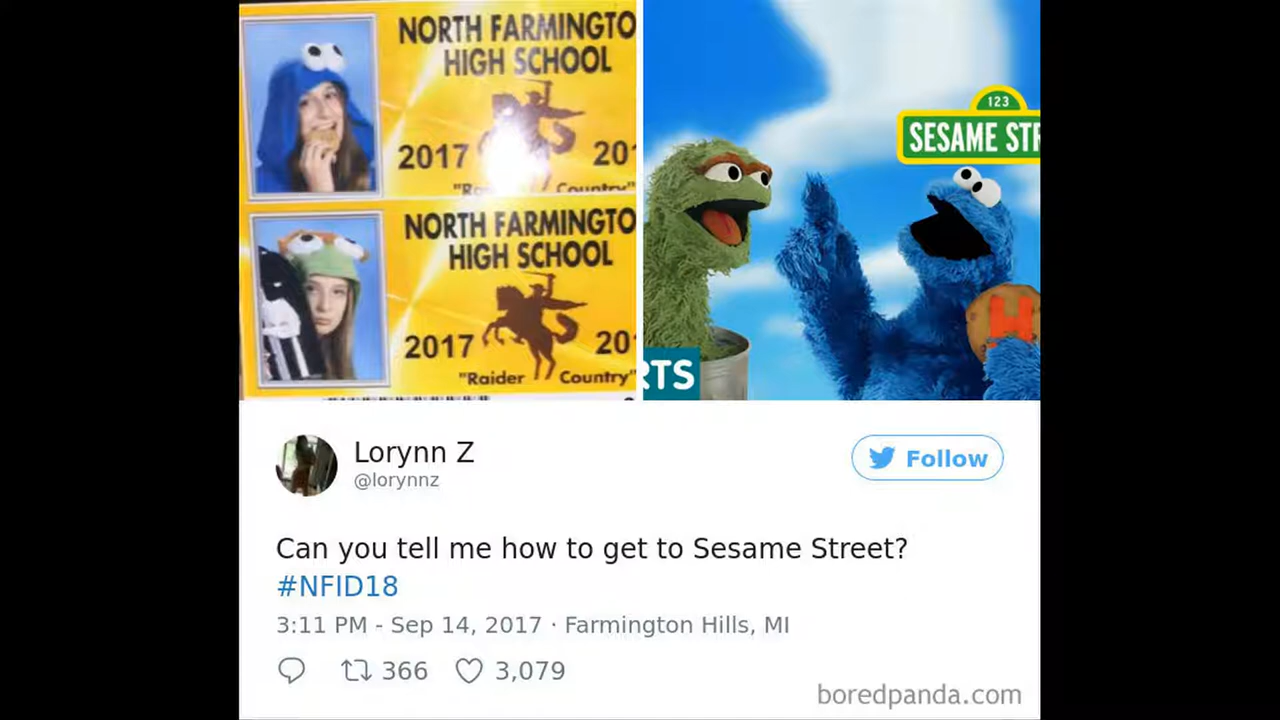 NORTH FARMINGTO
HIGH SCHOOL
2017
20
"Ra
Country"
NORTH FARMINGTO
HIGH SCHOOL
2017
20
"Raider Country"
123
SESAME STR
H
RTS
Lorynn Z
@lorynnz
Follow
Can you tell me how to get to Sesame Street?
#NFID18
3:11 PM - Sep 14, 2017 · Farmington Hills, MI
366 3,079
boredpanda.com